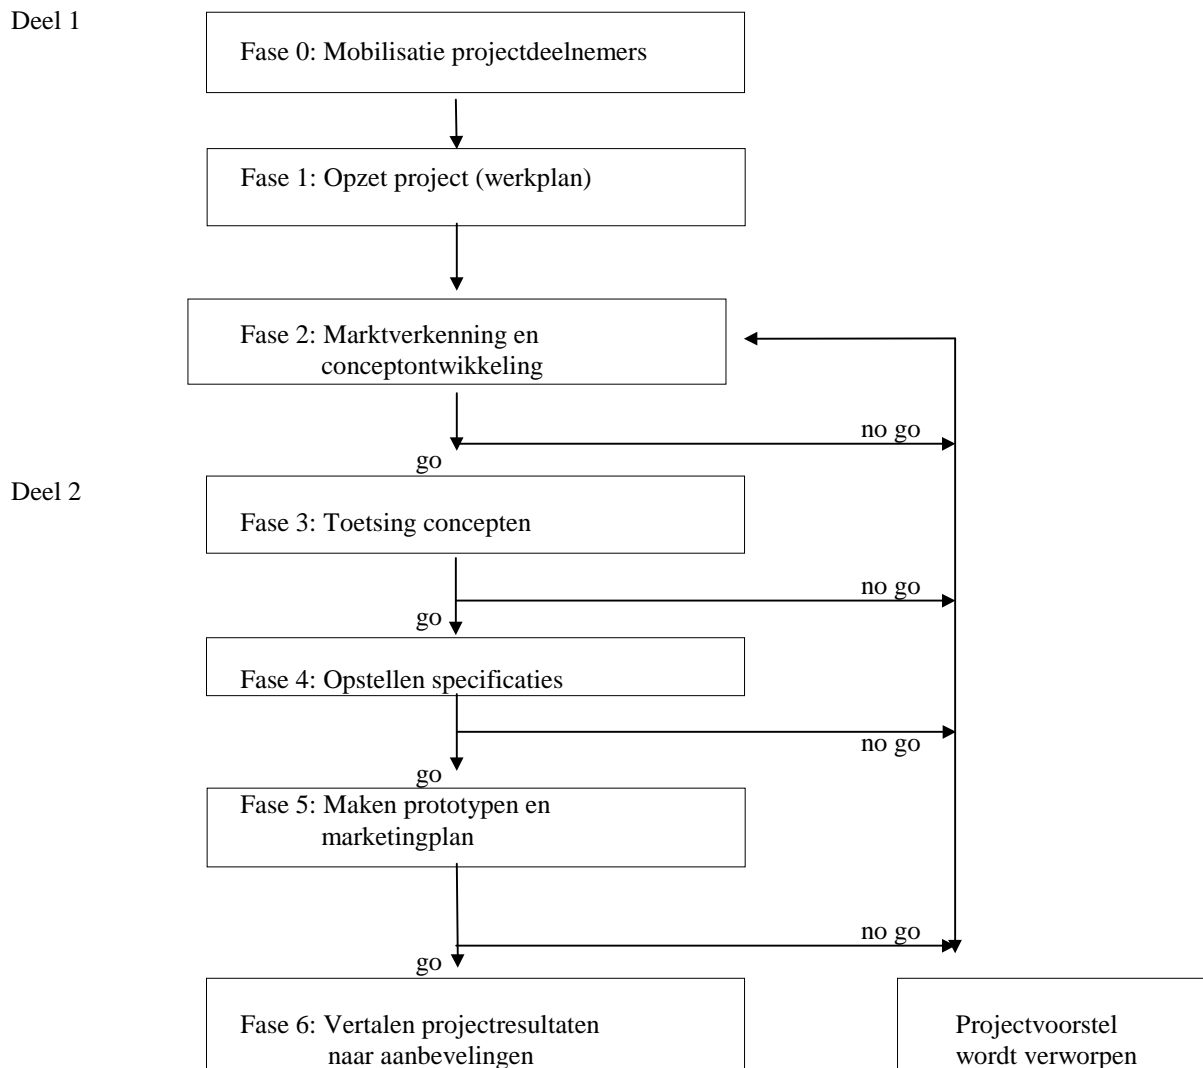 Deel 1
Fase 0: Mobilisatie projectdeelnemers
Fase 1: Opzet project (werkplan)
Fase 2: Marktverkenning en
conceptontwikkeling
no go
go
Deel 2
Fase 3: Toetsing concepten
no go
go
Fase 4: Opstellen specificaties
no go
go
Fase 5: Maken prototypen en
marketingplan
no go
go
Fase 6: Vertalen projectresultaten
naar aanbevelingen
Projectvoorstel
wordt verworpen